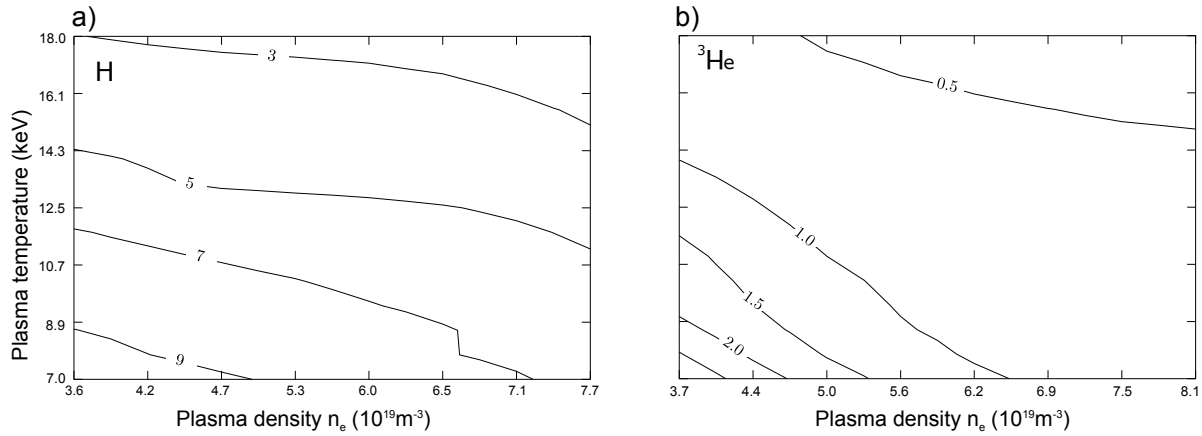 a)
b)
H
³He
18.0
16.1
14.3
12.5
10.7
8.9
7.0
3
5
7
9
0.5
1.0
1.5
2.0
3.6 4.2 4.7 5.3 6.0 6.5 7.1 7.7
3.7 4.4 5.0 5.6 6.2 6.9 7.5 8.1
Plasma temperature (keV)
Plasma density nₑ (10¹⁹m⁻³)
Plasma density nₑ (10¹⁹m⁻³)